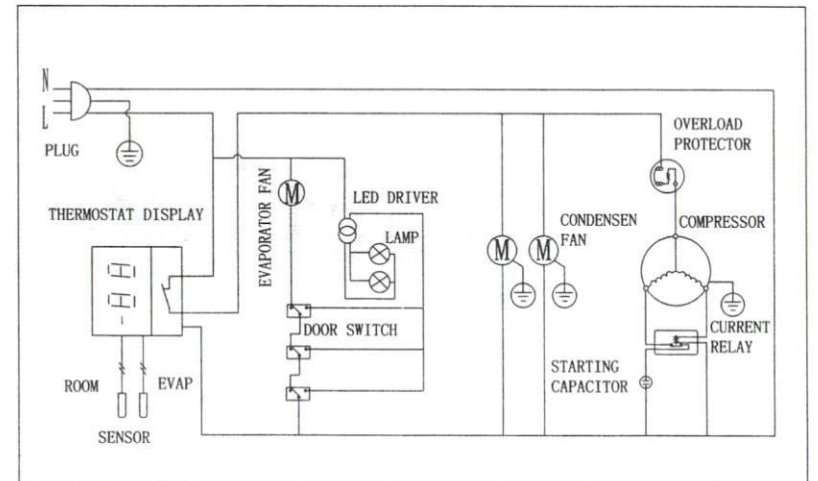 N
L
PLUG
THERMOSTAT DISPLAY
ROOM
EVAP
SENSOR
EVAPORATOR FAN
M
LED DRIVER
LAMP
DOOR SWITCH
M
M
CONDENSEN
FAN
OVERLOAD
PROTECTOR
COMPRESSOR
CURRENT
RELAY
STARTING
CAPACITOR